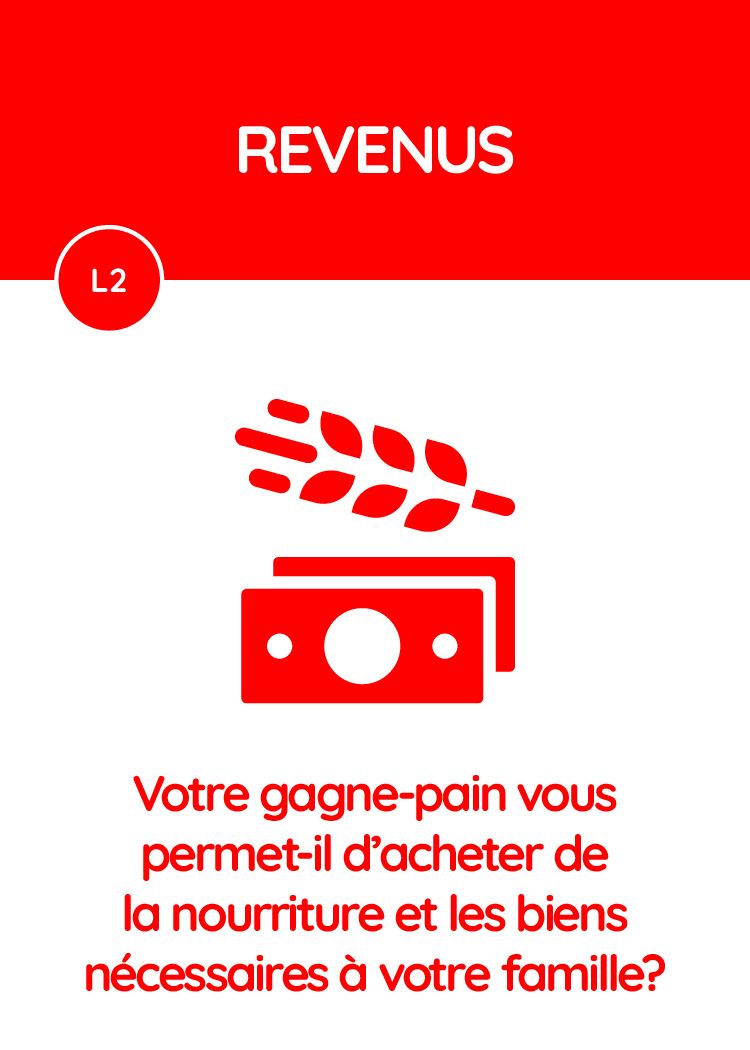 REVENUS
L2
Votre gagne-pain vous
permet-il d’acheter de
la nourriture et les biens
nécessaires à votre famille?